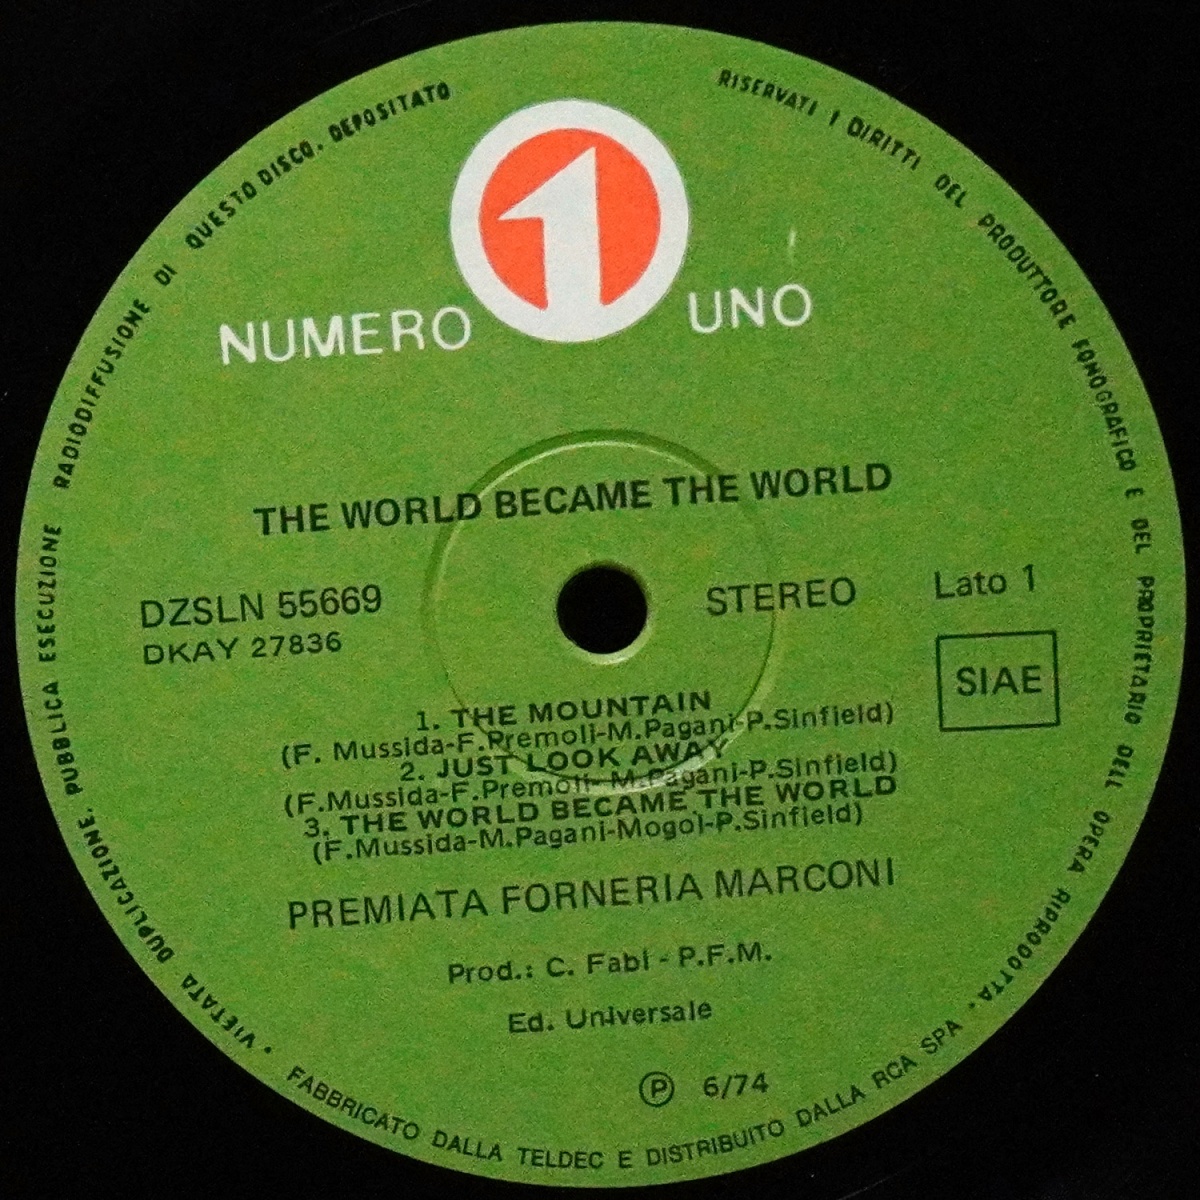 RISERVATI I DIRITTI DEL PRODUTTORE FONOGRAFICO E DEL PROPRIETARIO DELL OPERA RIPRODOTTA •
VIETATA DUPLICAZIONE, PUBBLICA ESECUZIONE RADIODIFFUSIONE DI QUESTO DISCO. DEPOSITATO
1
NUMERO UNO
THE WORLD BECAME THE WORLD
DZSLN 55669 STEREO Lato 1
DKAY 27836
SIAE
1. THE MOUNTAIN
(F. Mussida-F.Premoli-M.Pagani-P.Sinfield)
2. JUST LOOK AWAY
(F.Mussida-F.Premoli- M.Pagani-P.Sinfield)
3. THE WORLD BECAME THE WORLD
(F.Mussida-M.Pagani-Mogol-P.Sinfield)
PREMIATA FORNERIA MARCONI
Prod.: C. Fabi - P.F.M.
Ed. Universale
Ⓟ 6/74
• FABBRICATO DALLA TELDEC E DISTRIBUITO DALLA RCA SPA